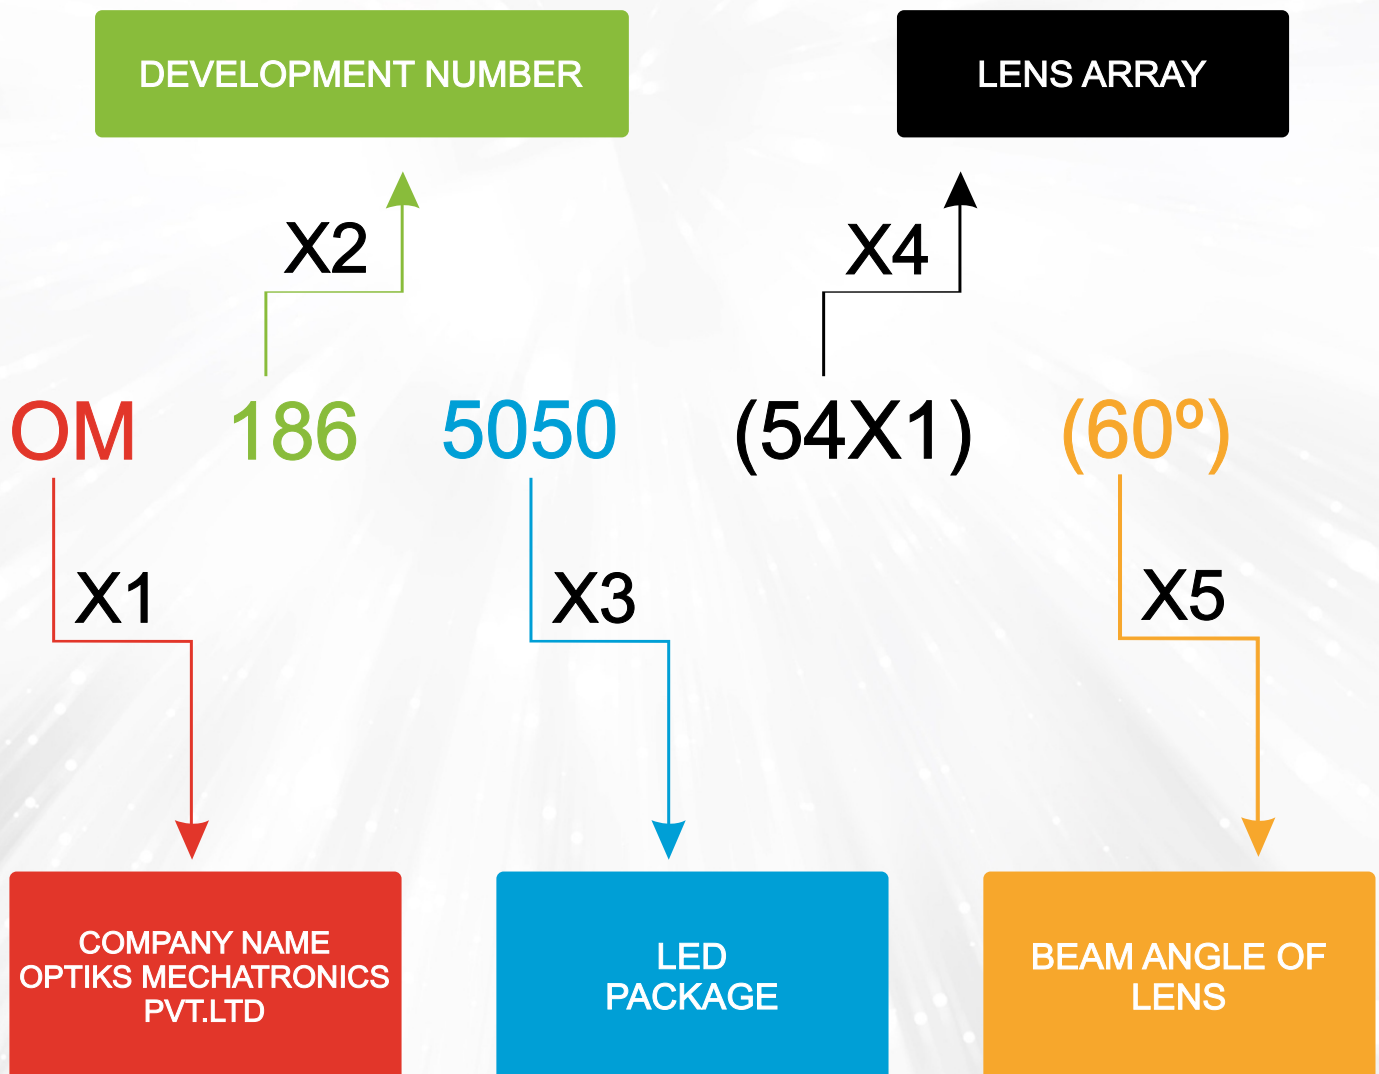 DEVELOPMENT NUMBER
LENS ARRAY
X2
X4
OM 186 5050 (54X1) (60º)
X1
X3
X5
COMPANY NAME
OPTIKS MECHATRONICS
PVT.LTD
LED
PACKAGE
BEAM ANGLE OF
LENS